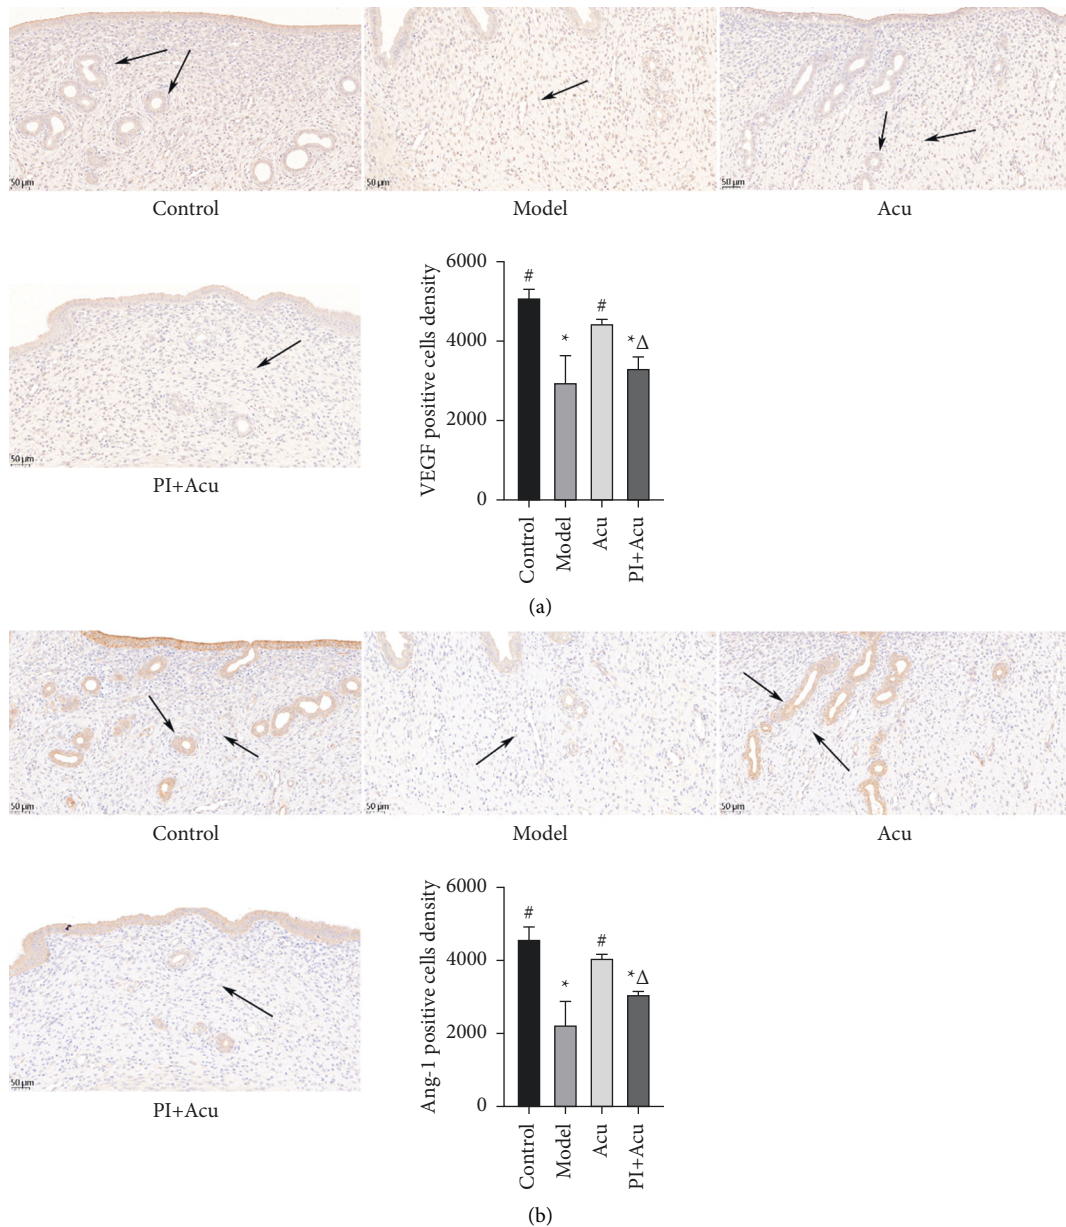 50 µm
50 µm
50 µm
Control
Model
Acu
50 µm
PI+Acu
VEGF positive cells density
6000
4000
2000
0
#
*
#
*Δ
Control
Model
Acu
PI+Acu
(a)
50 µm
50 µm
50 µm
Control
Model
Acu
50 µm
PI+Acu
Ang-1 positive cells density
6000
4000
2000
0
#
*
#
*Δ
Control
Model
Acu
PI+Acu
(b)